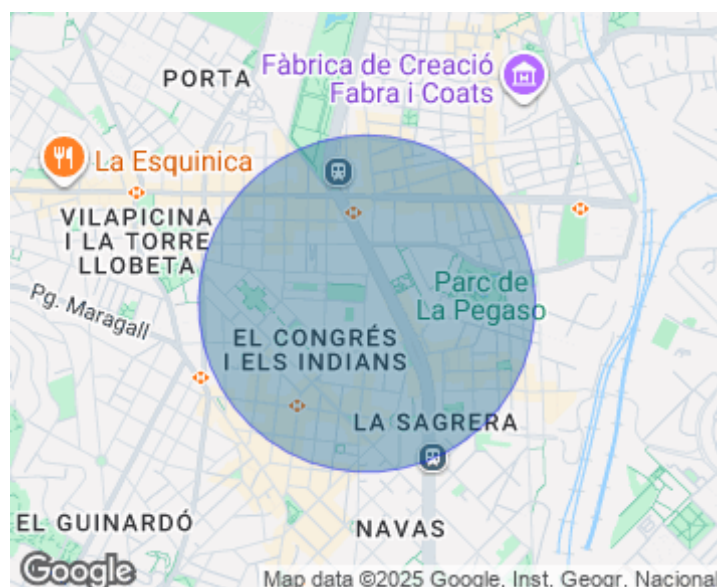 PORTA
Fàbrica de Creació
Fabra i Coats
La Esquinica
VILAPICINA
I LA TORRE
LLOBETA
Pg. Maragall
Parc de
La Pegaso
EL CONGRÉS
I ELS INDIANS
LA SAGRERA
EL GUINARDÓ
NAVAS
Google
Map data ©2025 Google, Inst. Geogr. Nacional